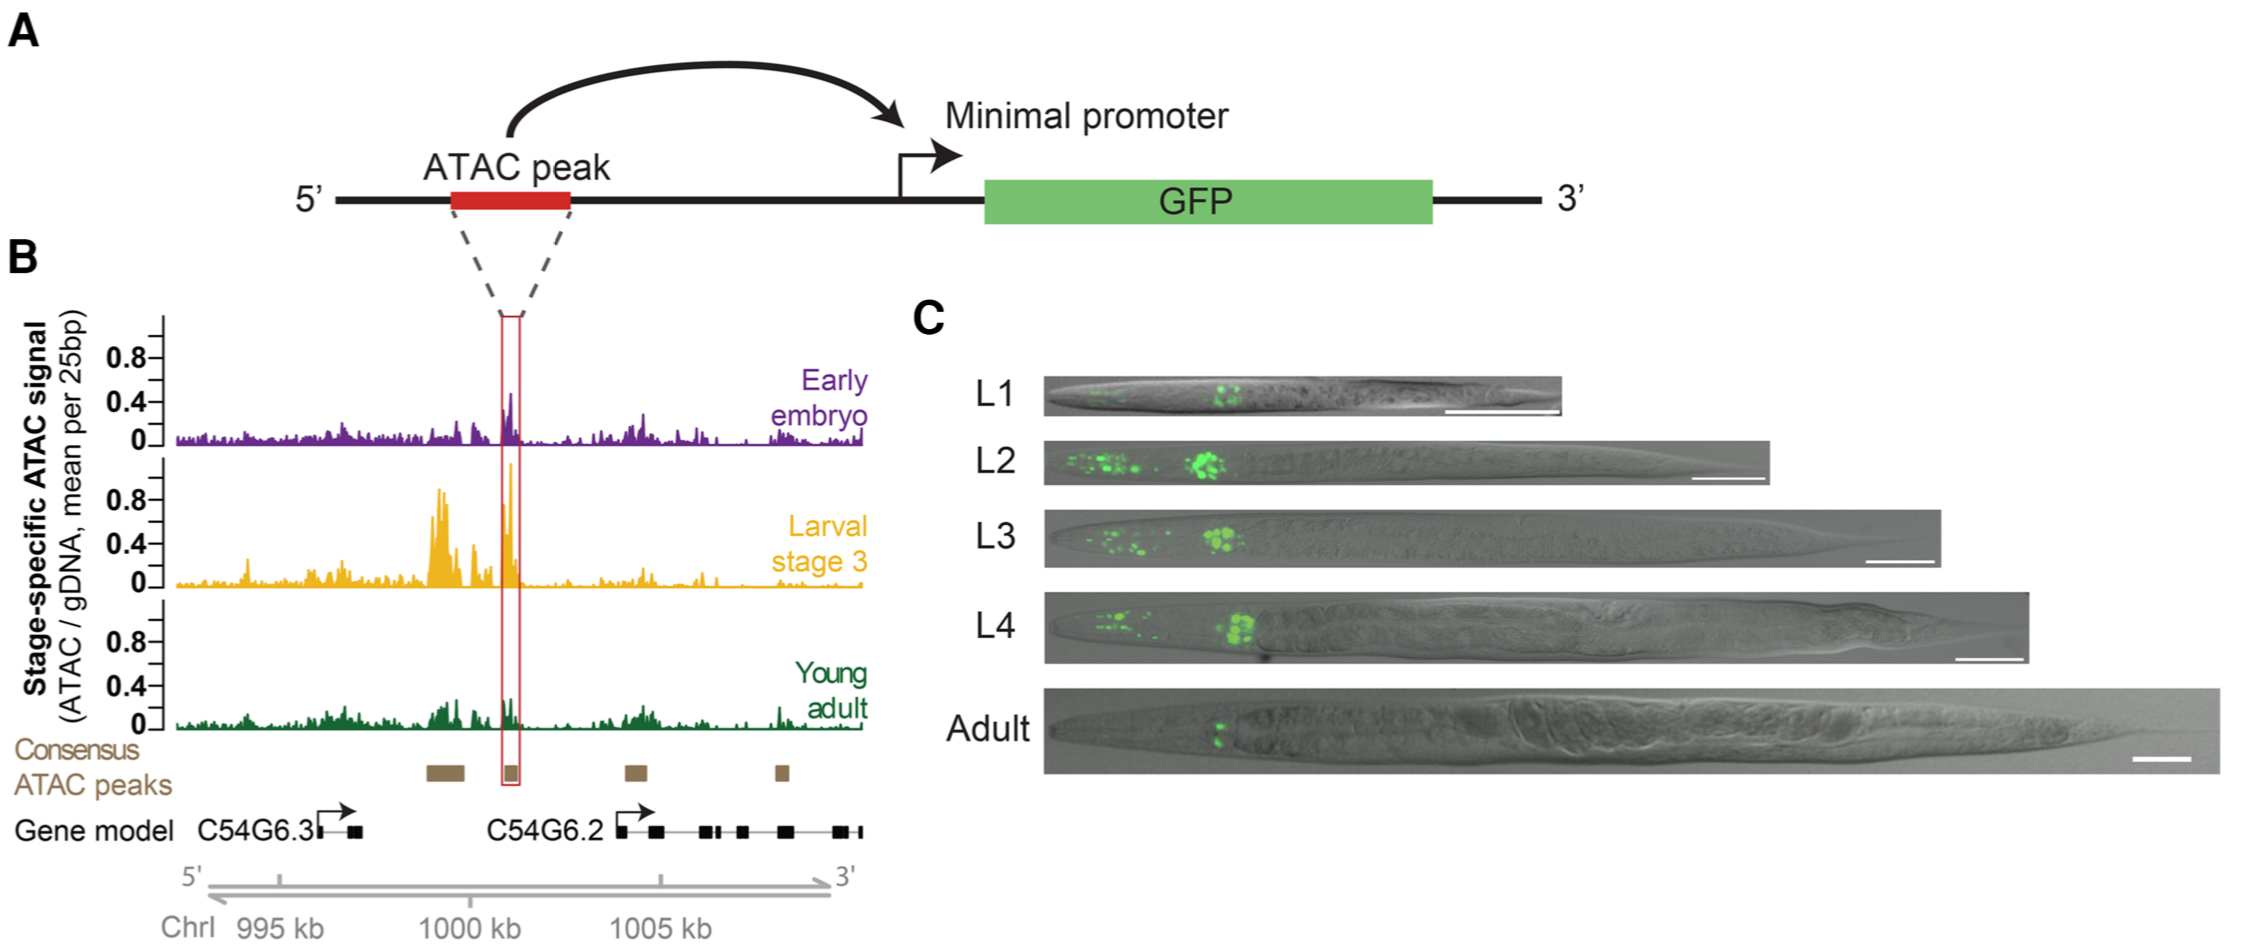 A
Minimal promoter
ATAC peak
5’
GFP
3’
B
Stage-specific ATAC signal
(ATAC / gDNA, mean per 25bp)
0.8
0.4
0
Early
embryo
0.8
0.4
0
Larval
stage 3
0.8
0.4
0
Young
adult
Consensus
ATAC peaks
Gene model
C54G6.3
C54G6.2
5'
3'
ChrI
995 kb
1000 kb
1005 kb
C
L1
L2
L3
L4
Adult